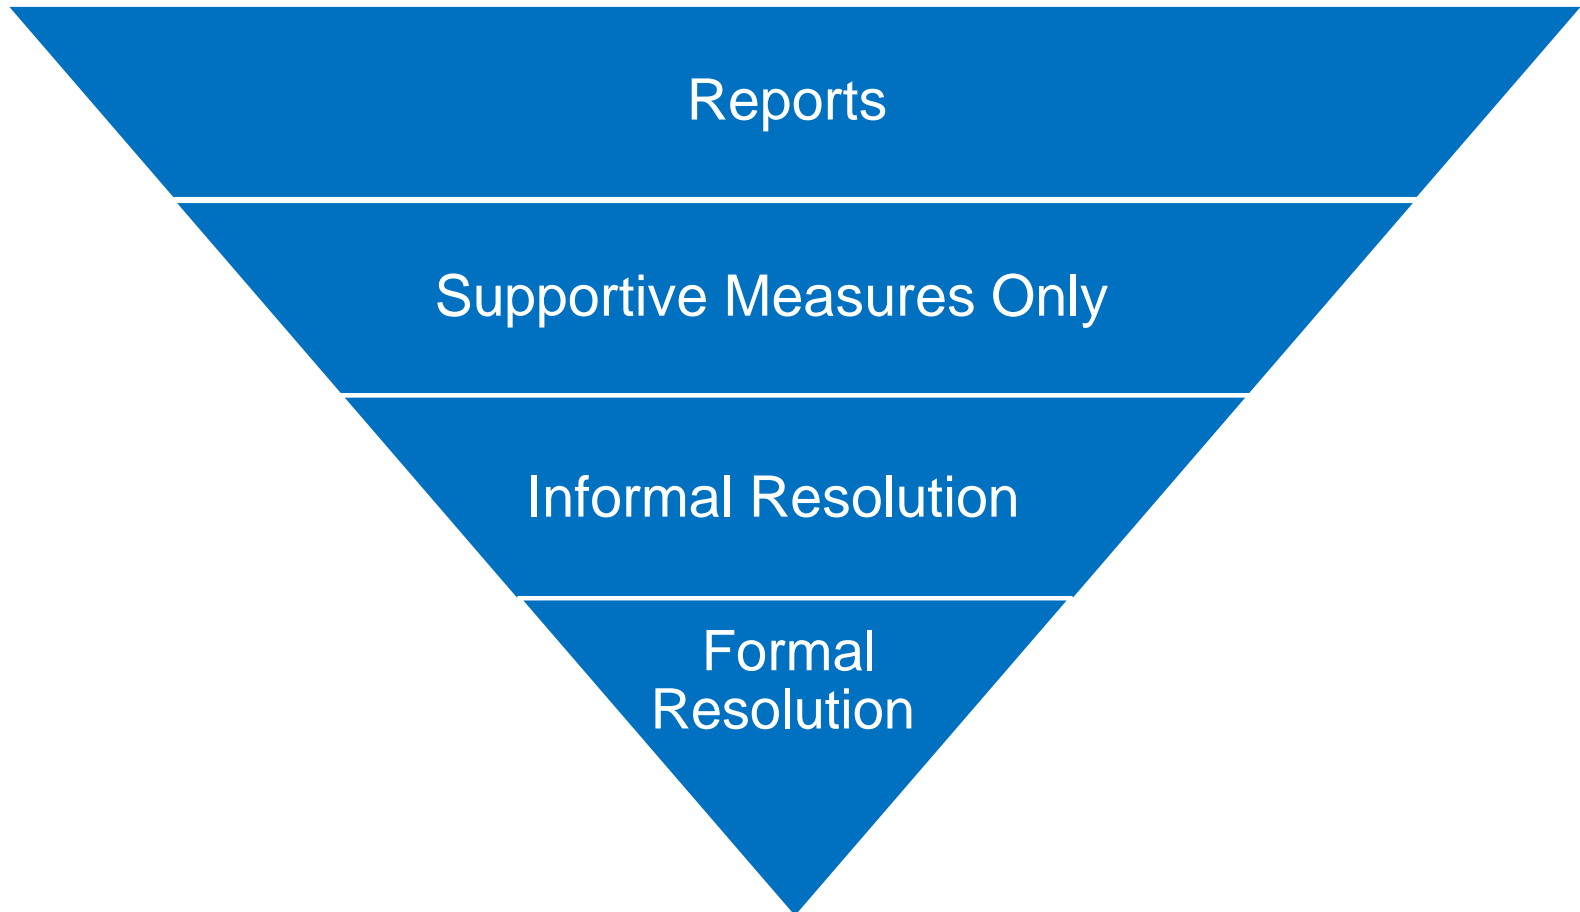 Reports
Supportive Measures Only
Informal Resolution
Formal
Resolution